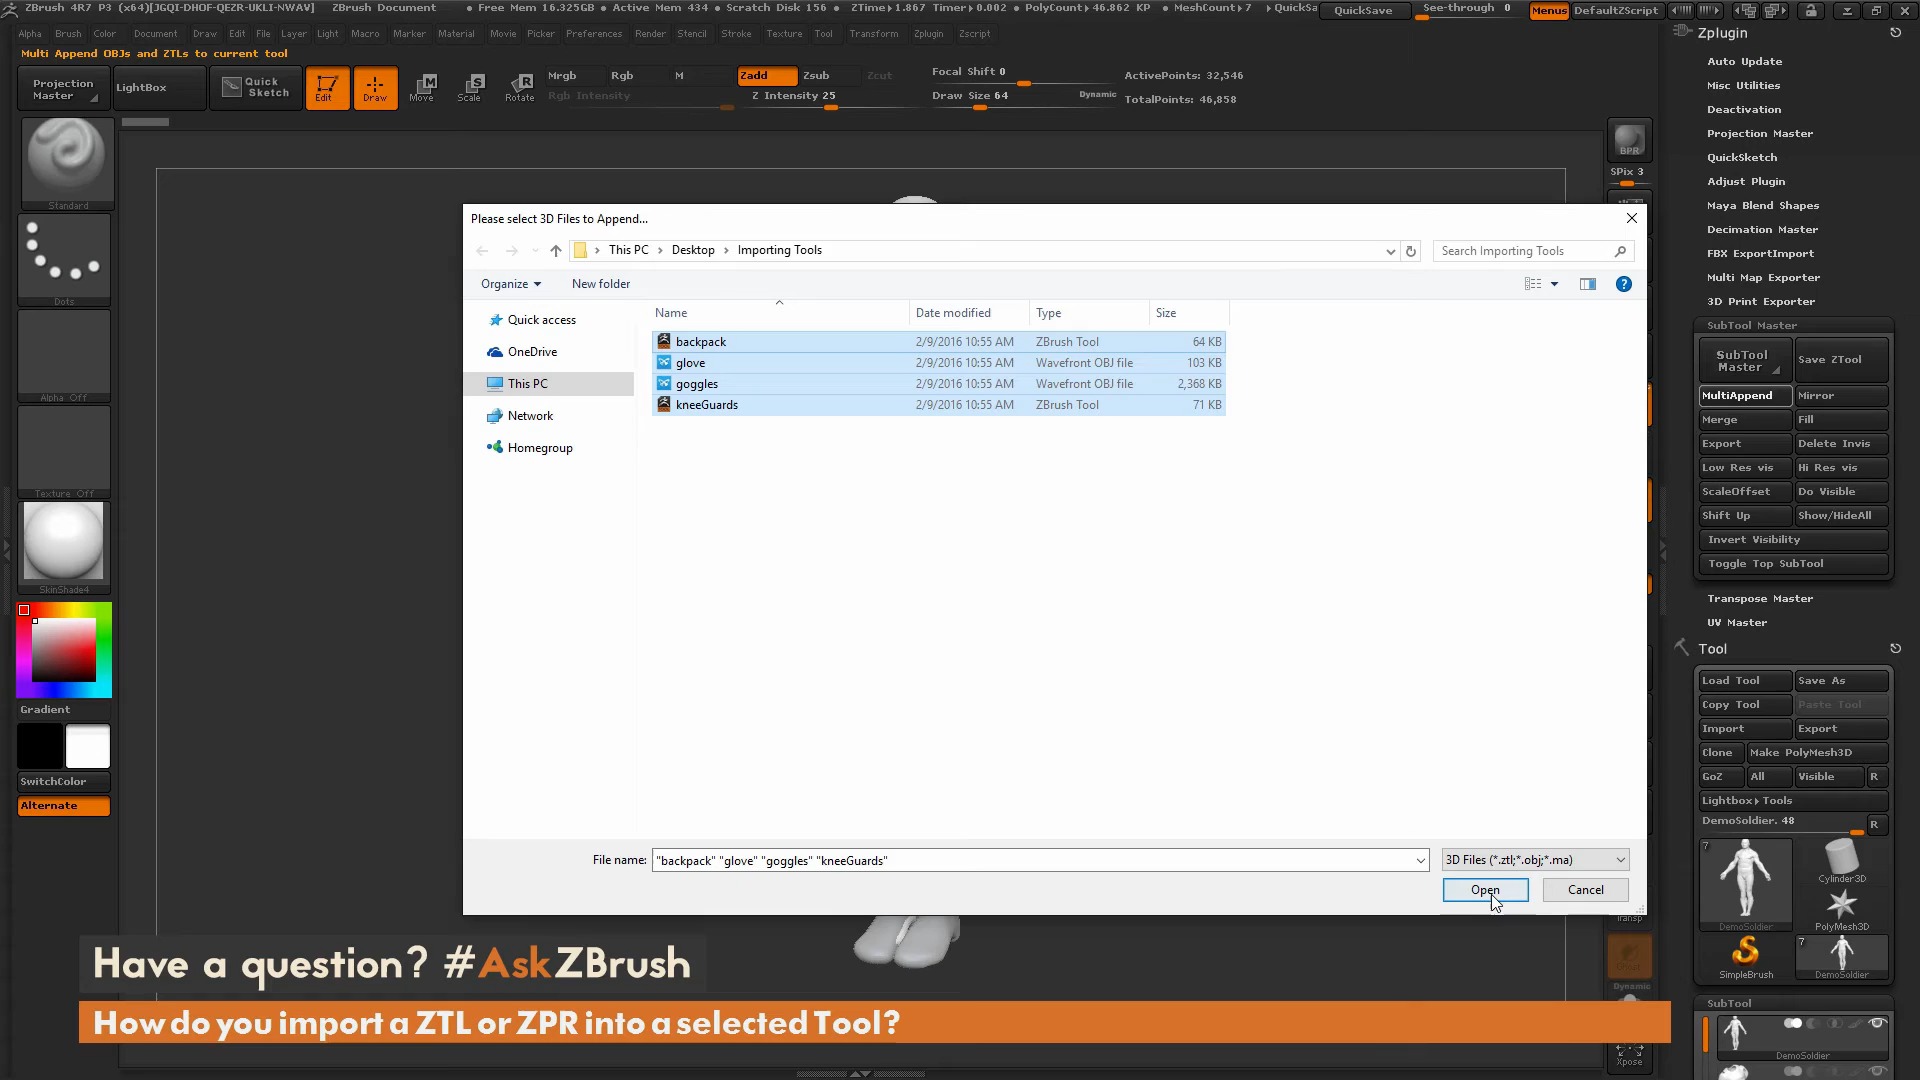 ZBrush 4R7 P3 (x64)[JGQI-DHOF-QEZR-UKLI-NWAV] ZBrush Document • Free Mem 16.325GB • Active Mem 434 • Scratch Disk 156 • ZTime▸1.867 Timer▸0.002 • PolyCount▸46.862 KP • MeshCount▸7 ▸QuickSa QuickSave See-through 0 Menus DefaultZScript
Alpha Brush Color Document Draw Edit File Layer Light Macro Marker Material Movie Picker Preferences Render Stencil Stroke Texture Tool Transform Zplugin Zscript
Multi Append OBJs and ZTLs to current tool
Projection Master
LightBox
Quick Sketch
Edit
Draw
Move
Scale
Rotate
Mrgb Rgb M
Rgb Intensity
Zadd Zsub Zcut
Z Intensity 25
Focal Shift 0
Draw Size 64 Dynamic
ActivePoints: 32,546
TotalPoints: 46,858
Standard
Dots
Alpha Off
Texture Off
SkinShade4
Gradient
SwitchColor
Alternate
BPR
SPix 3
Please select 3D Files to Append...
This PC > Desktop > Importing Tools
Search Importing Tools
Organize New folder
Quick access
OneDrive
This PC
Network
Homegroup
Name Date modified Type Size
backpack 2/9/2016 10:55 AM ZBrush Tool 64 KB
glove 2/9/2016 10:55 AM Wavefront OBJ file 103 KB
goggles 2/9/2016 10:55 AM Wavefront OBJ file 2,368 KB
kneeGuards 2/9/2016 10:55 AM ZBrush Tool 71 KB
File name: "backpack" "glove" "goggles" "kneeGuards"
3D Files (*.ztl;*.obj;*.ma)
Open Cancel
Transp
Dynamic
Xpose
Zplugin
Auto Update
Misc Utilities
Deactivation
Projection Master
QuickSketch
Adjust Plugin
Maya Blend Shapes
Decimation Master
FBX ExportImport
Multi Map Exporter
3D Print Exporter
SubTool Master
SubTool Master Save ZTool
MultiAppend Mirror
Merge Fill
Export Delete Invis
Low Res vis Hi Res vis
ScaleOffset Do Visible
Shift Up Show/HideAll
Invert Visibility
Toggle Top SubTool
Transpose Master
UV Master
Tool
Load Tool Save As
Copy Tool Paste Tool
Import Export
Clone Make PolyMesh3D
GoZ All Visible R
Lightbox▸Tools
DemoSoldier. 48 R
7
Cylinder3D
DemoSoldier PolyMesh3D
7
SimpleBrush DemoSoldier
SubTool
DemoSoldier
Have a question? #AskZBrush
How do you import a ZTL or ZPR into a selected Tool?